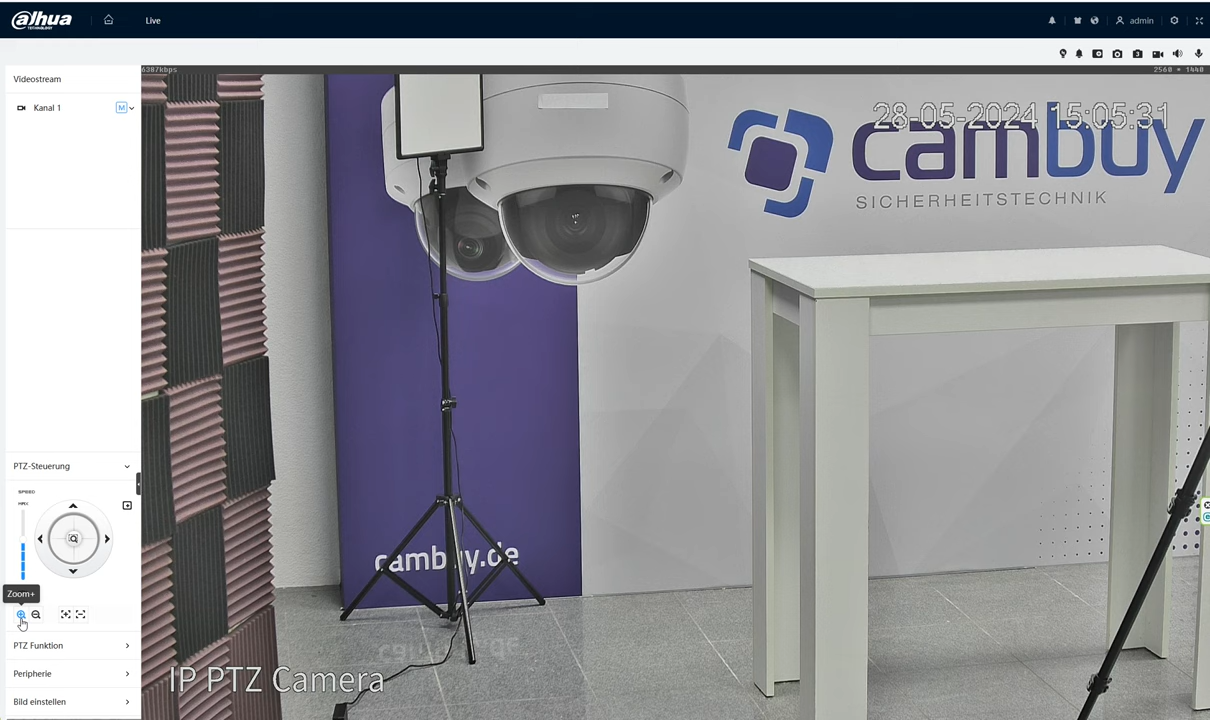 alhua
TECHNOLOGY
Live
admin
Videostream
6387kbps
2560 * 1440
Kanal 1
M
28-05-2024 15:05:31
cambuy
SICHERHEITSTECHNIK
PTZ-Steuerung
SPEED
cambuy.de
Zoom+
PTZ Funktion
Peripherie
IP PTZ Camera
Bild einstellen